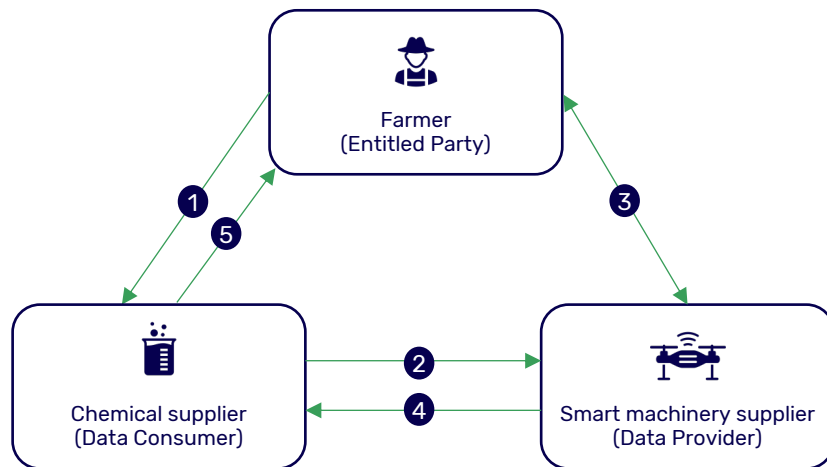 Farmer
(Entitled Party)
1
3
5
2
Chemical supplier
(Data Consumer)
4
Smart machinery supplier
(Data Provider)